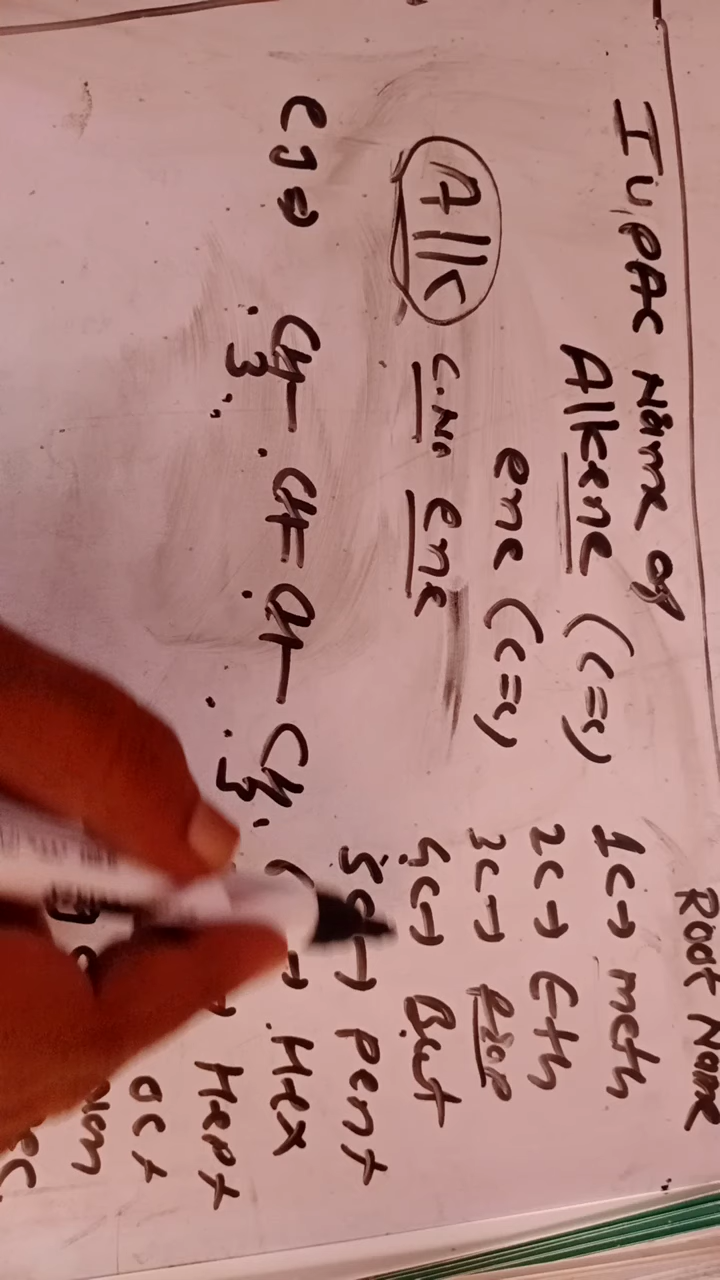 IUPAC Name of
Alkene (C=C)
ene (C=C)
Alk C.No ene
eg ⇒ CH3–CH=CH–CH3
Root Name
1C → meth
2C → Eth
3C → Prop
4C → But
5C → Pent
→ Hex
Hept
oct